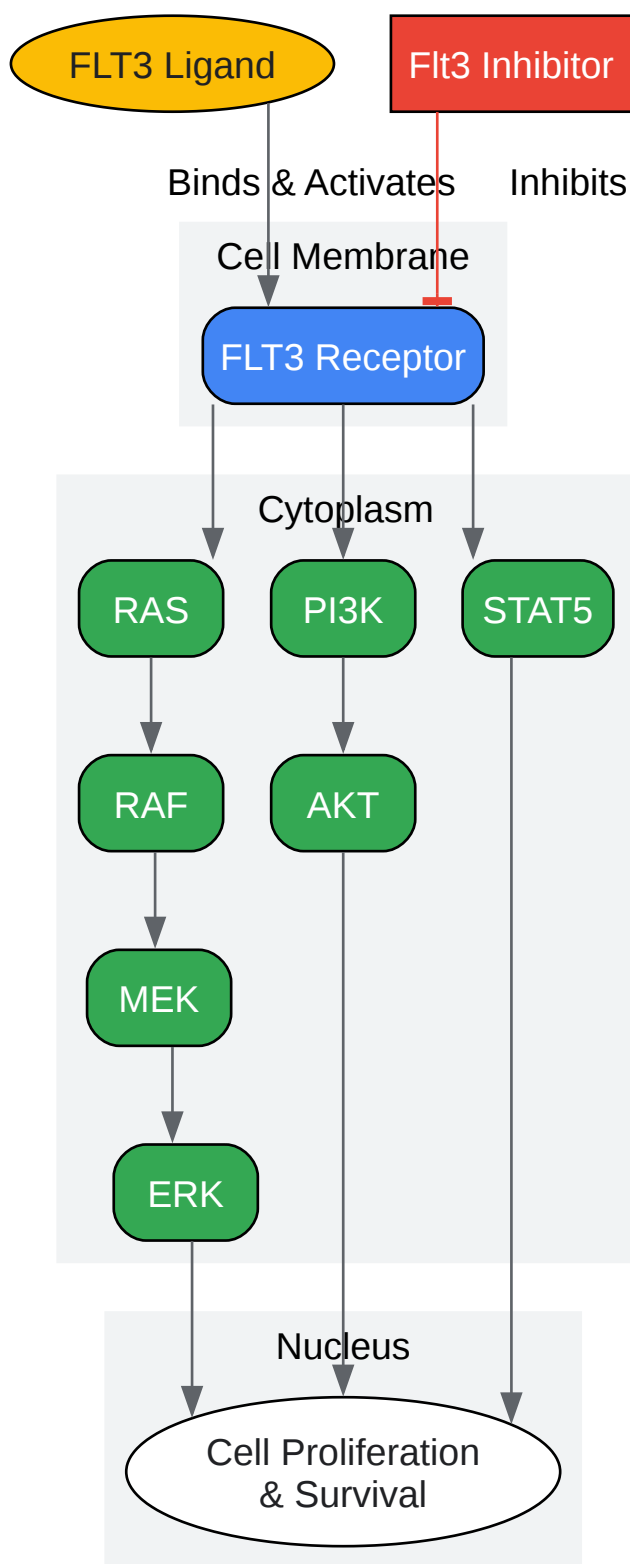 FLT3 Ligand
Flt3 Inhibitor
Binds & Activates
Inhibits
Cell Membrane
FLT3 Receptor
Cytoplasm
RAS
PI3K
STAT5
RAF
AKT
MEK
ERK
Nucleus
Cell Proliferation
& Survival